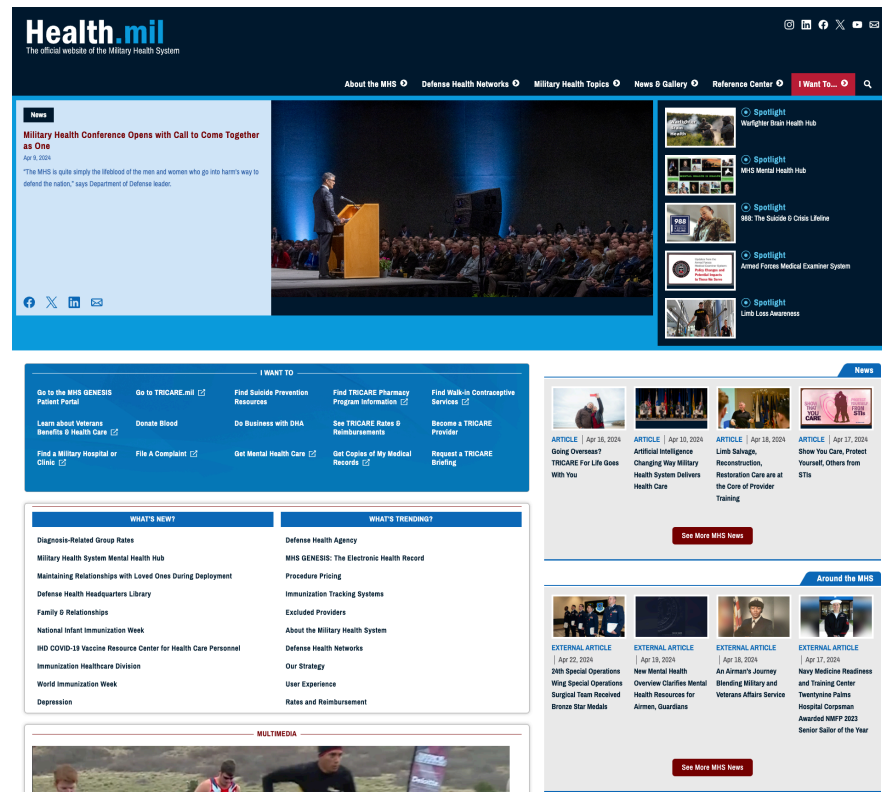 Health.mil
The official website of the Military Health System
About the MHS
Defense Health Networks
Military Health Topics
News & Gallery
Reference Center
I Want To...
News
Military Health Conference Opens with Call to Come Together
as One
Apr 9, 2024
"The MHS is quite simply the lifeblood of the men and women who go into harm's way to
defend the nation," says Department of Defense leader.
Warfighter
Brain
Health
Spotlight
Warfighter Brain Health Hub
Spotlight
MHS Mental Health Hub
988
Spotlight
988: The Suicide & Crisis Lifeline
Policy Changes and
Potential Impacts
to Those We Serve
Spotlight
Armed Forces Medical Examiner System
Spotlight
Limb Loss Awareness
I WANT TO
Go to the MHS GENESIS
Patient Portal
Go to TRICARE.mil
Find Suicide Prevention
Resources
Find TRICARE Pharmacy
Program Information
Find Walk-in Contraceptive
Services
Learn about Veterans
Benefits & Health Care
Donate Blood
Do Business with DHA
See TRICARE Rates &
Reimbursements
Become a TRICARE
Provider
Find a Military Hospital or
Clinic
File A Complaint
Get Mental Health Care
Get Copies of My Medical
Records
Request a TRICARE
Briefing
WHAT'S NEW?
Diagnosis-Related Group Rates
Military Health System Mental Health Hub
Maintaining Relationships with Loved Ones During Deployment
Defense Health Headquarters Library
Family & Relationships
National Infant Immunization Week
IHD COVID-19 Vaccine Resource Center for Health Care Personnel
Immunization Healthcare Division
World Immunization Week
Depression
WHAT'S TRENDING?
Defense Health Agency
MHS GENESIS: The Electronic Health Record
Procedure Pricing
Immunization Tracking Systems
Excluded Providers
About the Military Health System
Defense Health Networks
Our Strategy
User Experience
Rates and Reimbursement
MULTIMEDIA
News
ARTICLE | Apr 16, 2024
Going Overseas?
TRICARE For Life Goes
With You
ARTICLE | Apr 10, 2024
Artificial Intelligence
Changing Way Military
Health System Delivers
Health Care
ARTICLE | Apr 18, 2024
Limb Salvage,
Reconstruction,
Restoration Care are at
the Core of Provider
Training
SHOW
THAT
YOU
CARE
FROM
STIs
ARTICLE | Apr 17, 2024
Show You Care, Protect
Yourself, Others from
STIs
See More MHS News
Around the MHS
EXTERNAL ARTICLE
| Apr 22, 2024
24th Special Operations
Wing Special Operations
Surgical Team Received
Bronze Star Medals
EXTERNAL ARTICLE
| Apr 19, 2024
New Mental Health
Overview Clarifies Mental
Health Resources for
Airmen, Guardians
EXTERNAL ARTICLE
| Apr 18, 2024
An Airman's Journey
Blending Military and
Veterans Affairs Service
EXTERNAL ARTICLE
| Apr 17, 2024
Navy Medicine Readiness
and Training Center
Twentynine Palms
Hospital Corpsman
Awarded NMFP 2023
Senior Sailor of the Year
See More MHS News